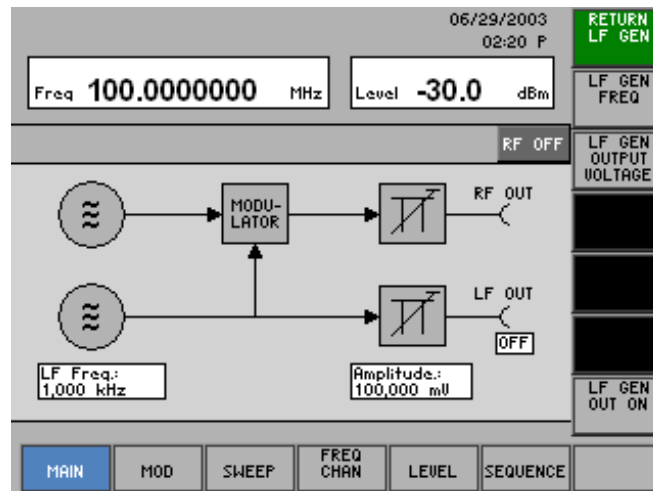 06/29/2003
02:20 P
Freq 100.0000000 MHz
Level -30.0 dBm
RF OFF
MODU-
LATOR
RF OUT
LF OUT
OFF
LF Freq.:
1,000 kHz
Amplitude.:
100,000 mV
RETURN
LF GEN
LF GEN
FREQ
LF GEN
OUTPUT
VOLTAGE
LF GEN
OUT ON
MAIN
MOD
SWEEP
FREQ
CHAN
LEVEL
SEQUENCE